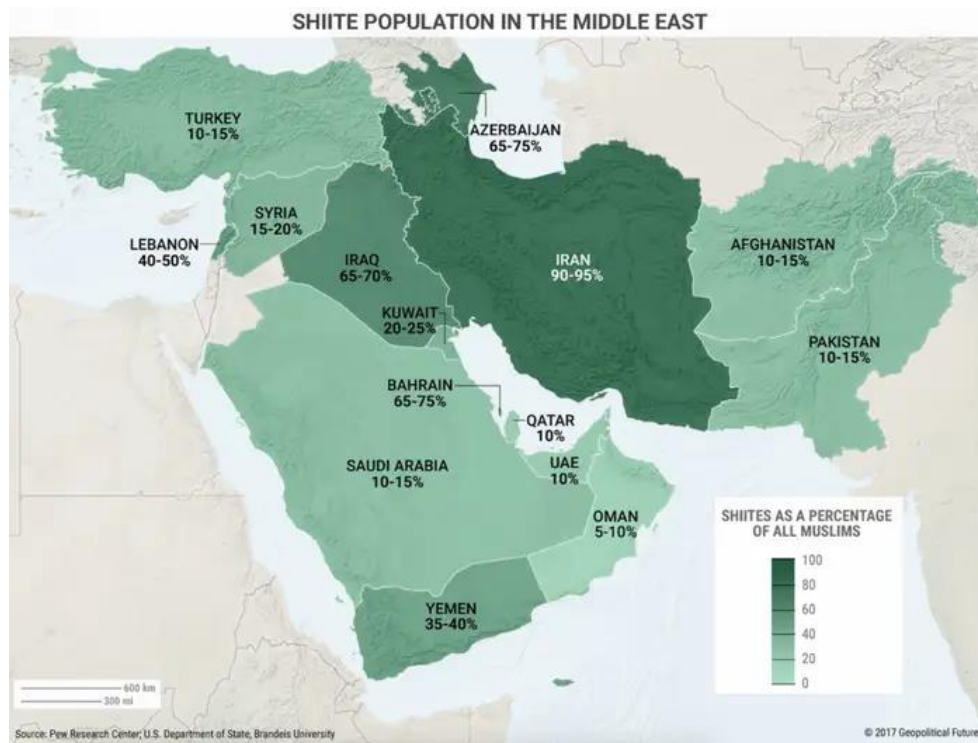 SHIITE POPULATION IN THE MIDDLE EAST
TURKEY
10-15%
AZERBAIJAN
65-75%
SYRIA
15-20%
LEBANON
40-50%
IRAQ
65-70%
IRAN
90-95%
AFGHANISTAN
10-15%
KUWAIT
20-25%
PAKISTAN
10-15%
BAHRAIN
65-75%
QATAR
10%
SAUDI ARABIA
10-15%
UAE
10%
OMAN
5-10%
YEMEN
35-40%
SHIITES AS A PERCENTAGE
OF ALL MUSLIMS
100
80
60
40
20
0
600 km
300 mi
Source: Pew Research Center; U.S. Department of State, Brandeis University
© 2017 Geopolitical Future